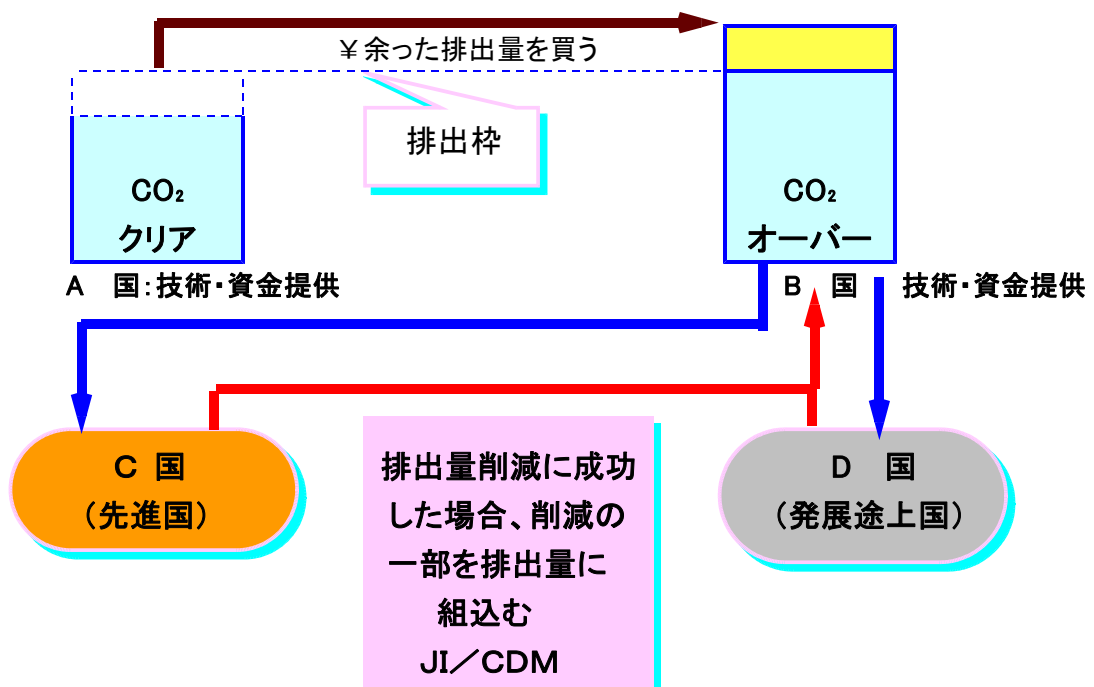 ￥余った排出量を買う
排出枠
CO₂
クリア
CO₂
オーバー
A 国：技術・資金提供
B 国 技術・資金提供
C 国
（先進国）
排出量削減に成功
した場合、削減の
一部を排出量に
組込む
JI／CDM
D 国
（発展途上国）